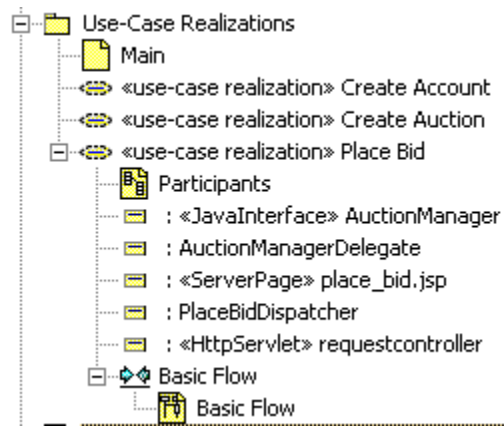 Use-Case Realizations
Main
«use-case realization» Create Account
«use-case realization» Create Auction
«use-case realization» Place Bid
Participants
: «JavaInterface» AuctionManager
: AuctionManagerDelegate
: «ServerPage» place_bid.jsp
: PlaceBidDispatcher
: «HttpServlet» requestcontroller
Basic Flow
Basic Flow